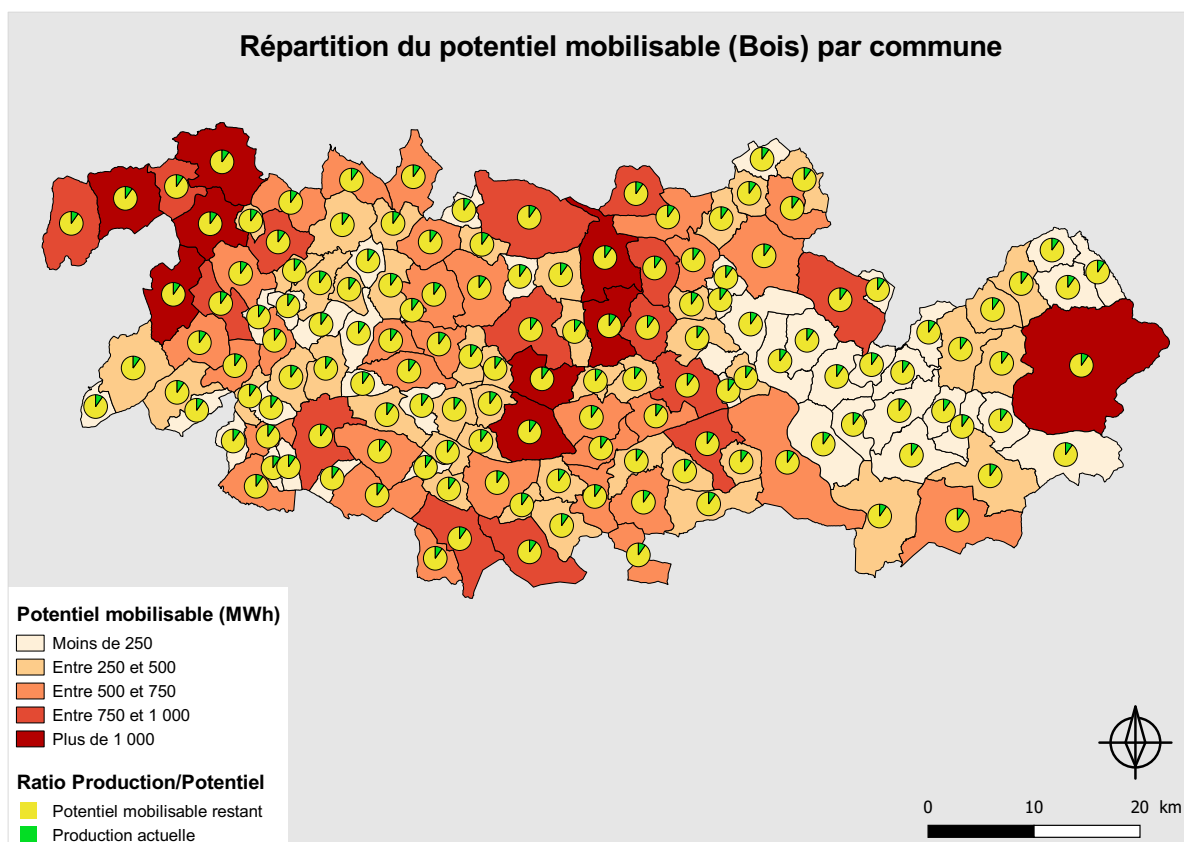 Répartition du potentiel mobilisable (Bois) par commune
Potentiel mobilisable (MWh)
Moins de 250
Entre 250 et 500
Entre 500 et 750
Entre 750 et 1 000
Plus de 1 000
Ratio Production/Potentiel
Potentiel mobilisable restant
Production actuelle
0 10 20 km